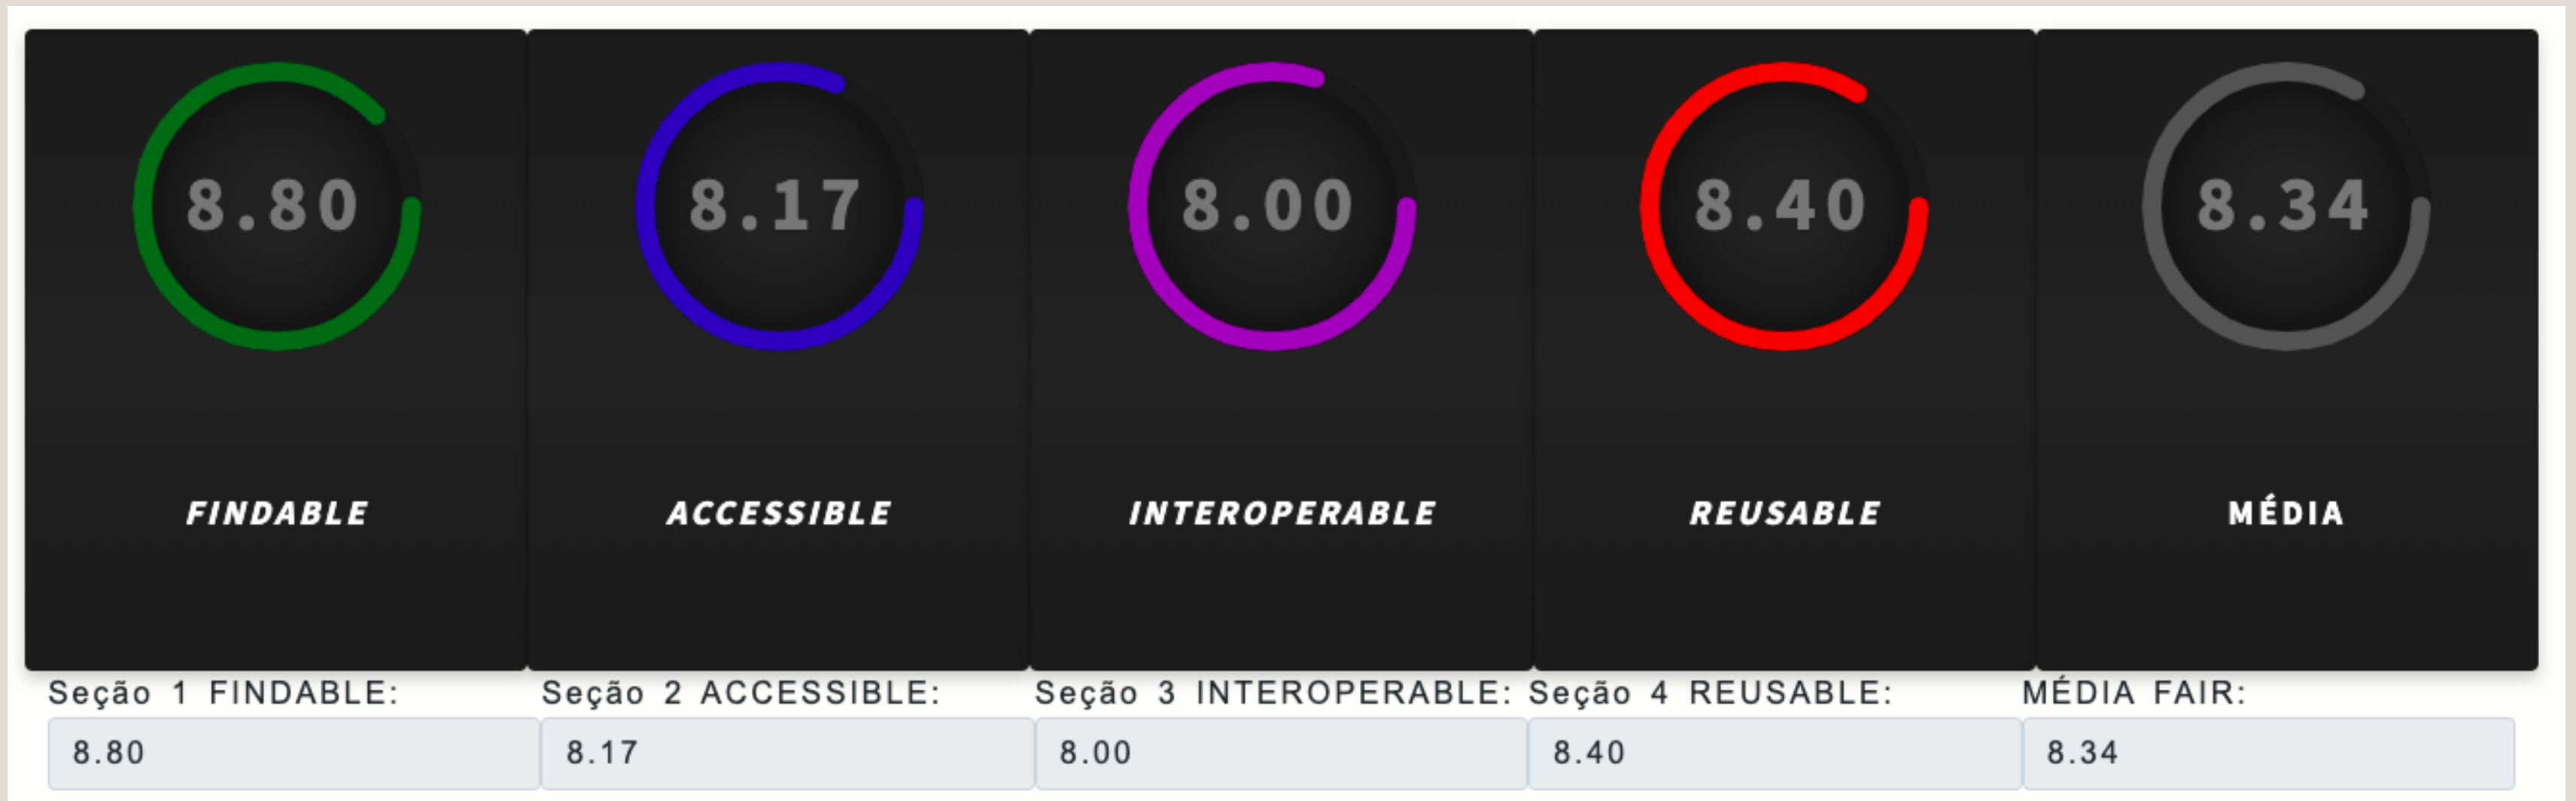 8.80 8.17 8.00 8.40 8.34
FINDABLE ACCESSIBLE INTEROPERABLE REUSABLE MÉDIA
Seção 1 FINDABLE: Seção 2 ACCESSIBLE: Seção 3 INTEROPERABLE: Seção 4 REUSABLE: MÉDIA FAIR:
8.80 8.17 8.00 8.40 8.34